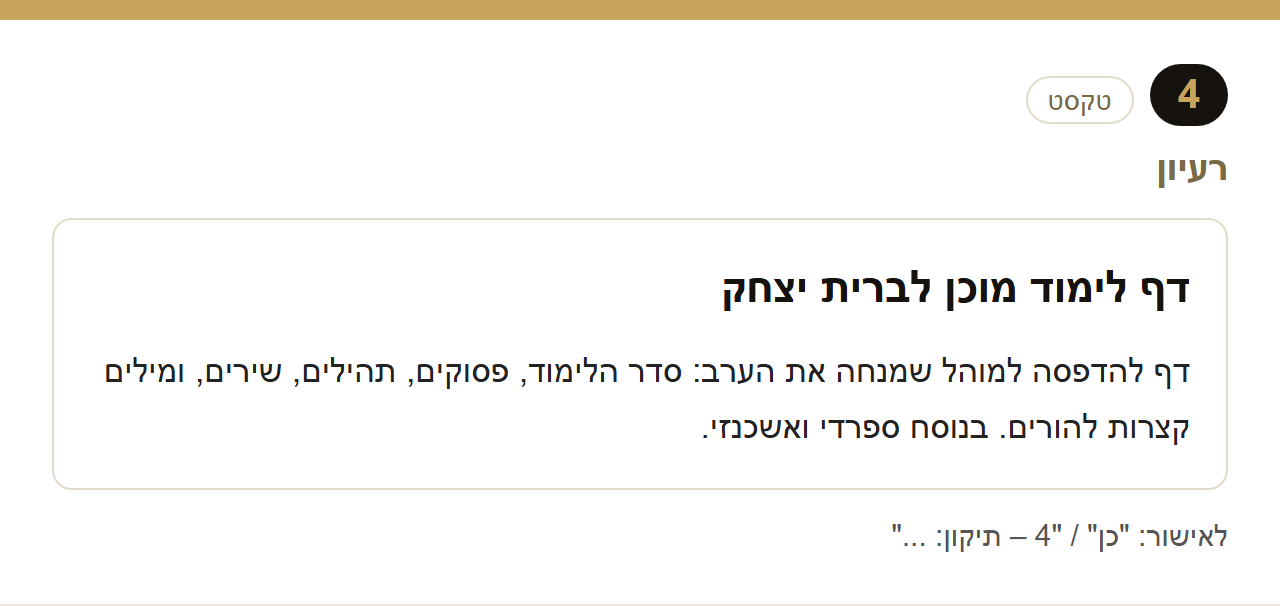 4
טקסט
רעיון
דף לימוד מוכן לברית יצחק
דף להדפסה למוהל שמנחה את הערב: סדר הלימוד, פסוקים, תהילים, שירים, ומילים
קצרות להורים. בנוסח ספרדי ואשכנזי.
לאישור: "כן" / "4 – תיקון: ..."